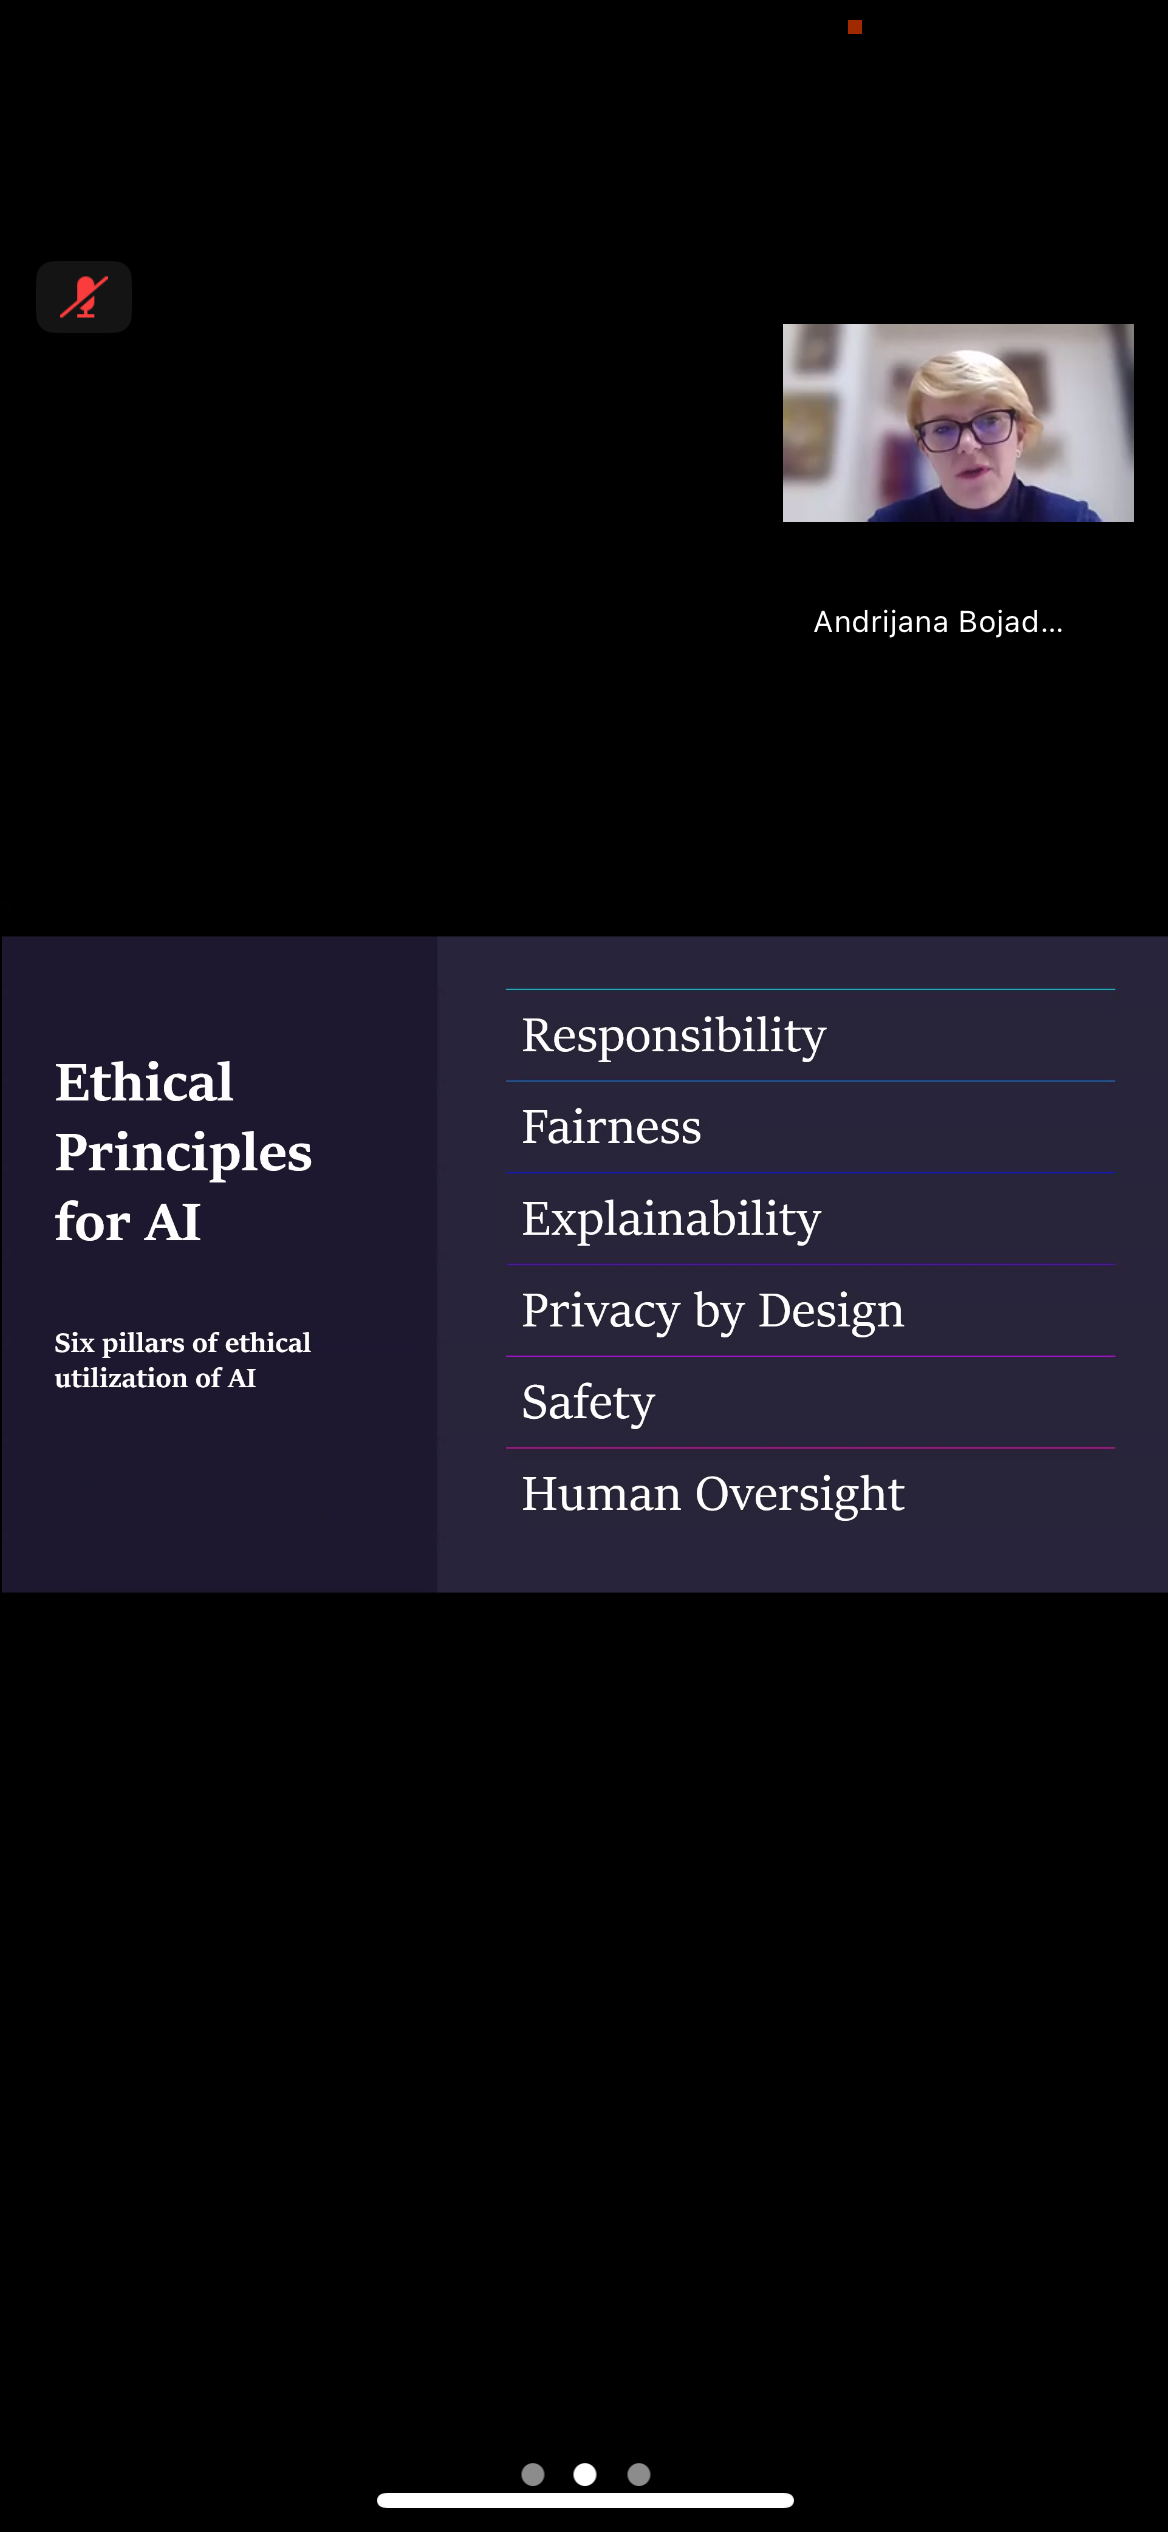 Andrijana Bojad...
Ethical
Principles
for AI
Six pillars of ethical
utilization of AI
Responsibility
Fairness
Explainability
Privacy by Design
Safety
Human Oversight